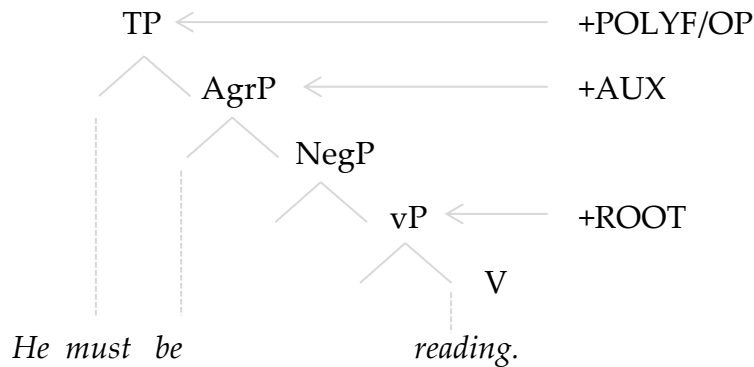 TP +POLYF/OP
AgrP +AUX
NegP
vP +ROOT
V
He must be reading.